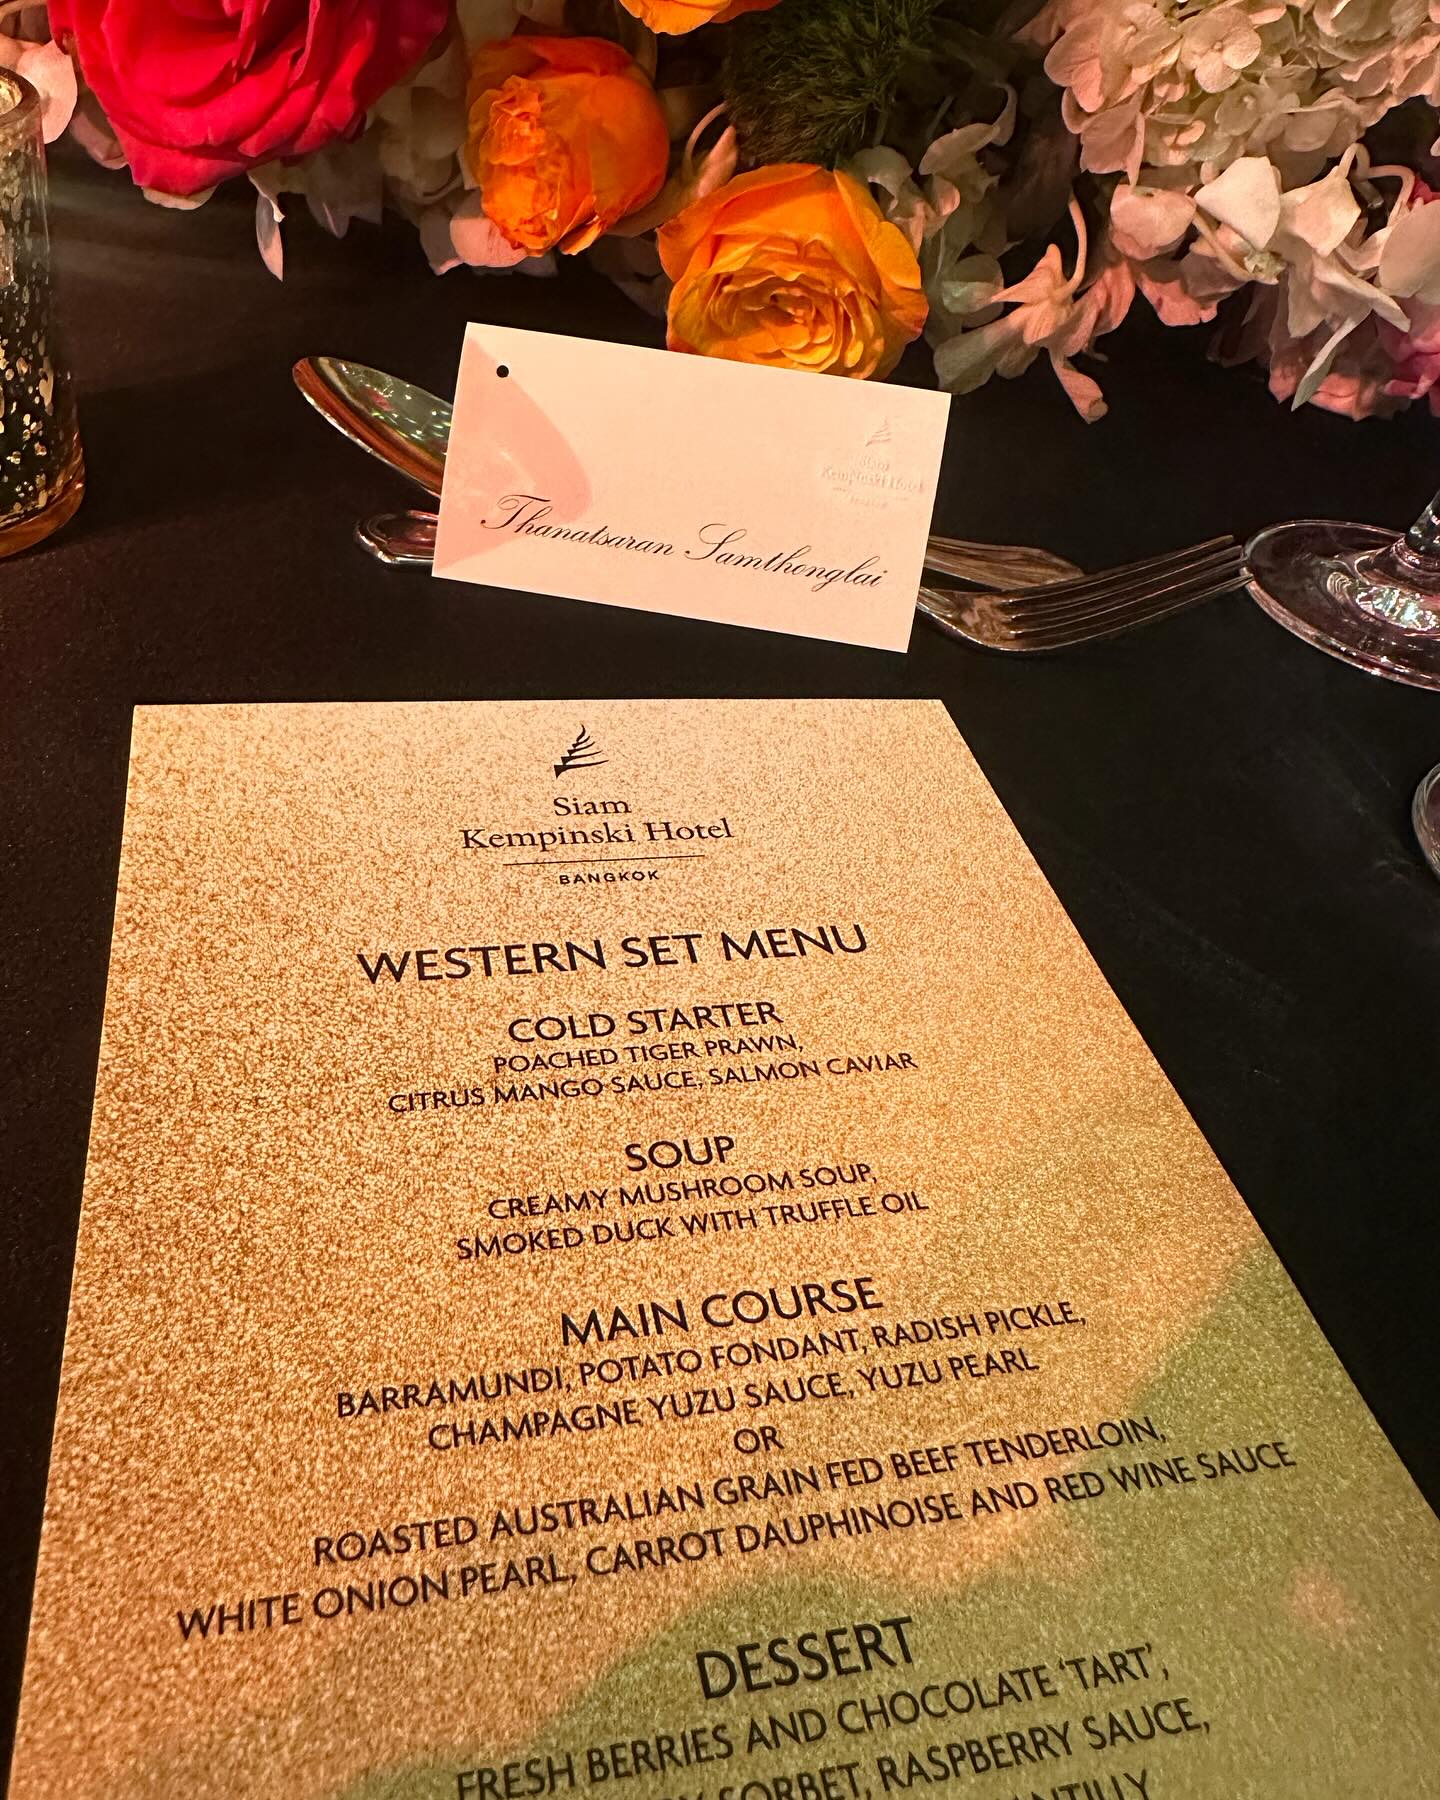 Siam
Kempinski Hotel
Thanatsaran Samthonglai
Siam
Kempinski Hotel
BANGKOK
WESTERN SET MENU
COLD STARTER
POACHED TIGER PRAWN,
CITRUS MANGO SAUCE, SALMON CAVIAR
SOUP
CREAMY MUSHROOM SOUP,
SMOKED DUCK WITH TRUFFLE OIL
MAIN COURSE
BARRAMUNDI, POTATO FONDANT, RADISH PICKLE,
CHAMPAGNE YUZU SAUCE, YUZU PEARL
OR
ROASTED AUSTRALIAN GRAIN FED BEEF TENDERLOIN,
WHITE ONION PEARL, CARROT DAUPHINOISE AND RED WINE SAUCE
DESSERT
FRESH BERRIES AND CHOCOLATE ‘TART’,
SORBET, RASPBERRY SAUCE,